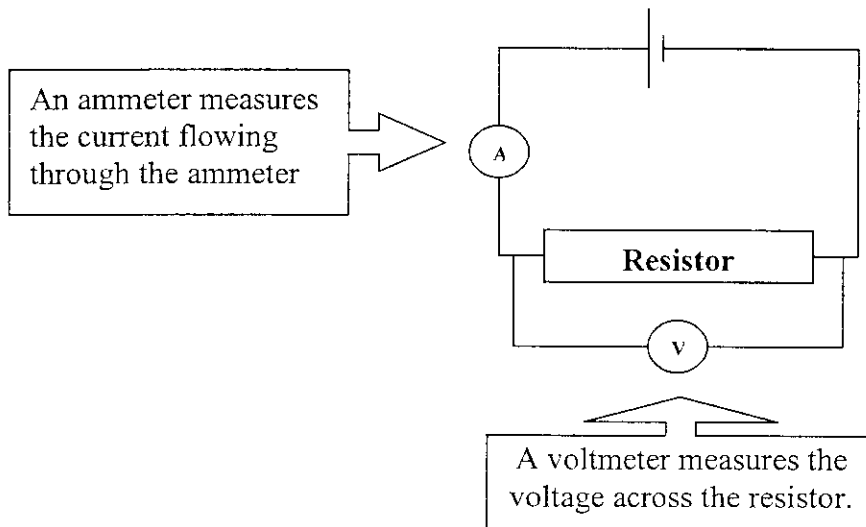 An ammeter measures
the current flowing
through the ammeter
A
Resistor
V
A voltmeter measures the
voltage across the resistor.